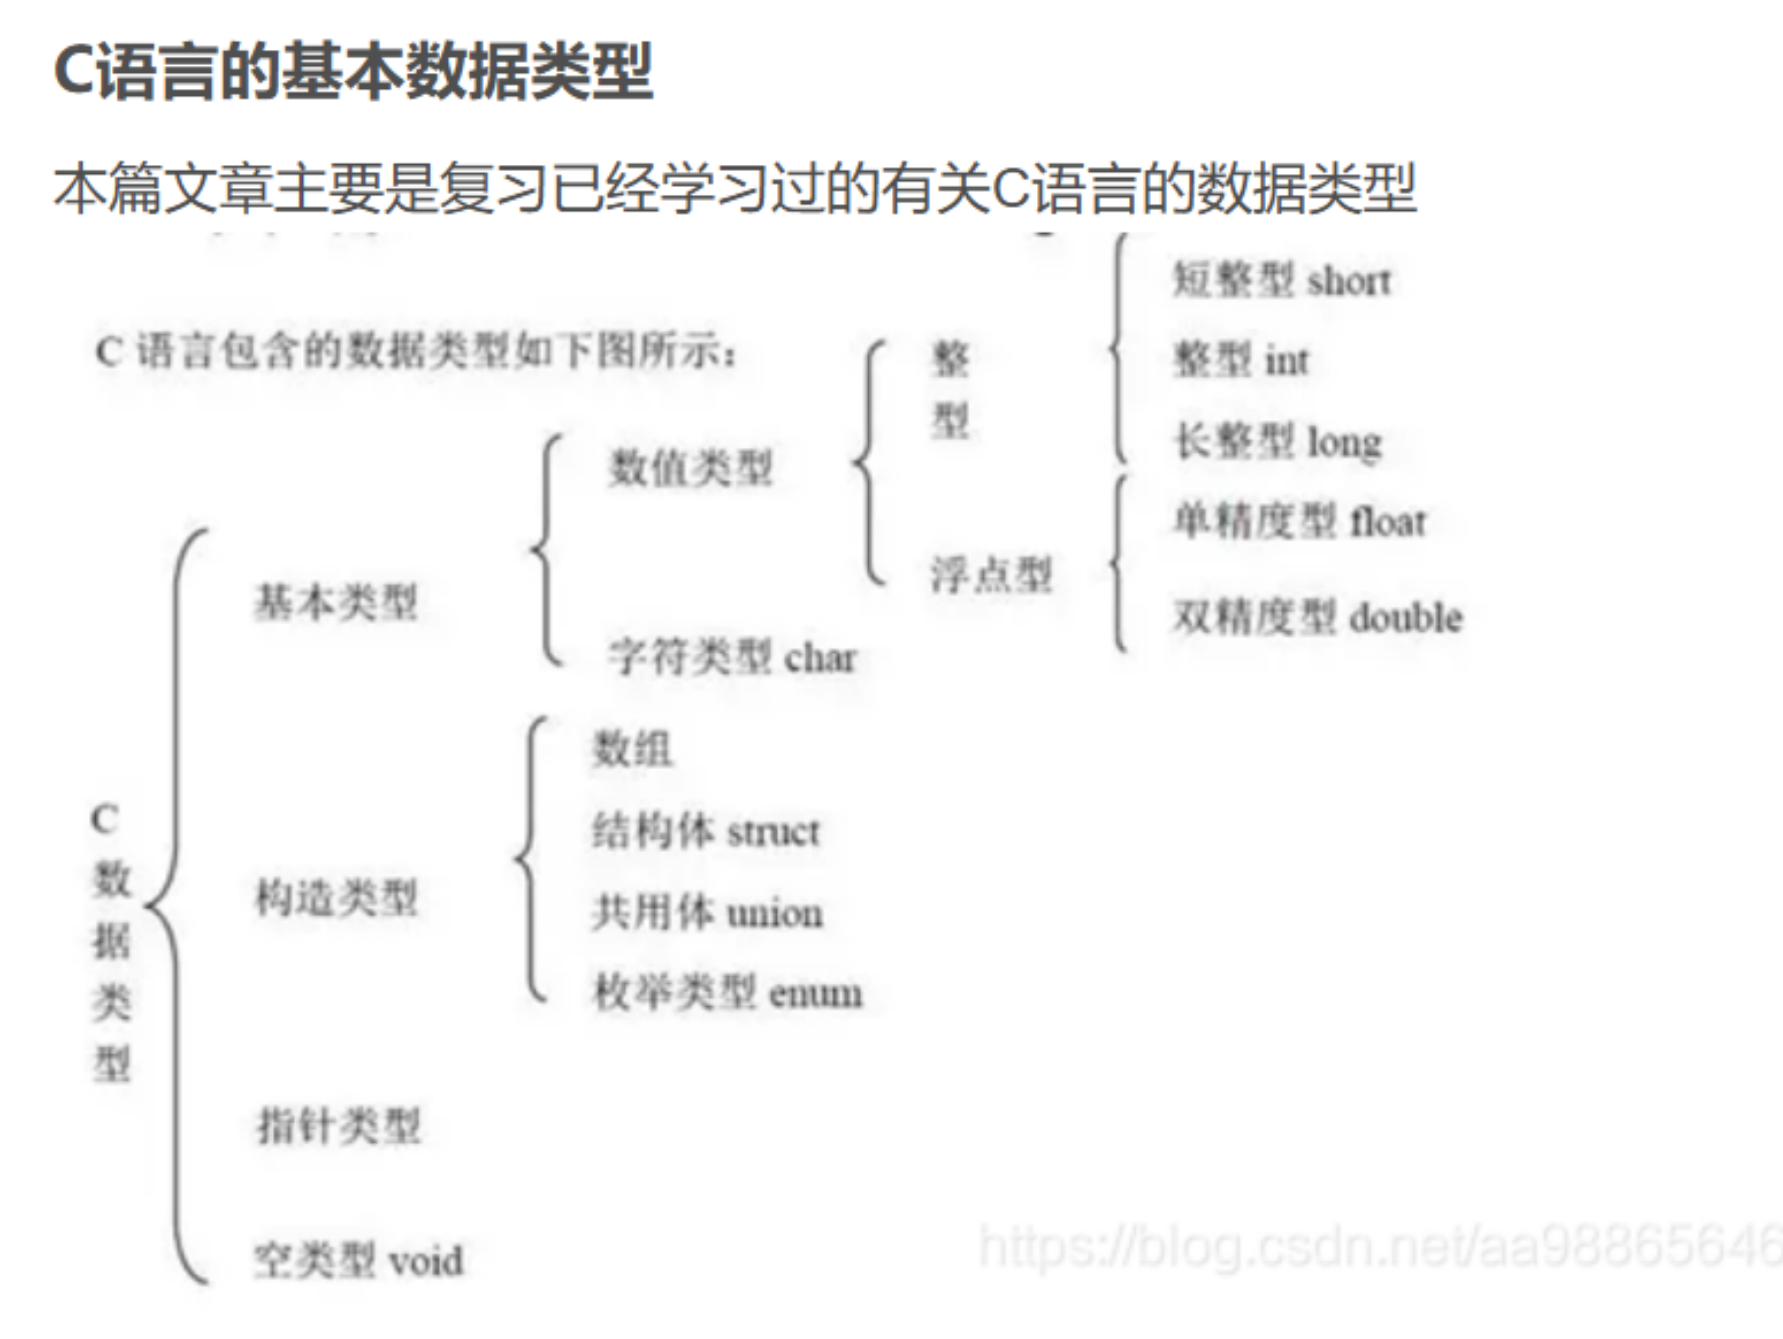 C语言的基本数据类型
本篇文章主要是复习已经学习过的有关C语言的数据类型
C 语言包含的数据类型如下图所示：
C数据类型
基本类型
数值类型
整型
短整型 short
整型 int
长整型 long
浮点型
单精度型 float
双精度型 double
字符类型 char
构造类型
数组
结构体 struct
共用体 union
枚举类型 enum
指针类型
空类型 void
https://blog.csdn.net/aa98865646